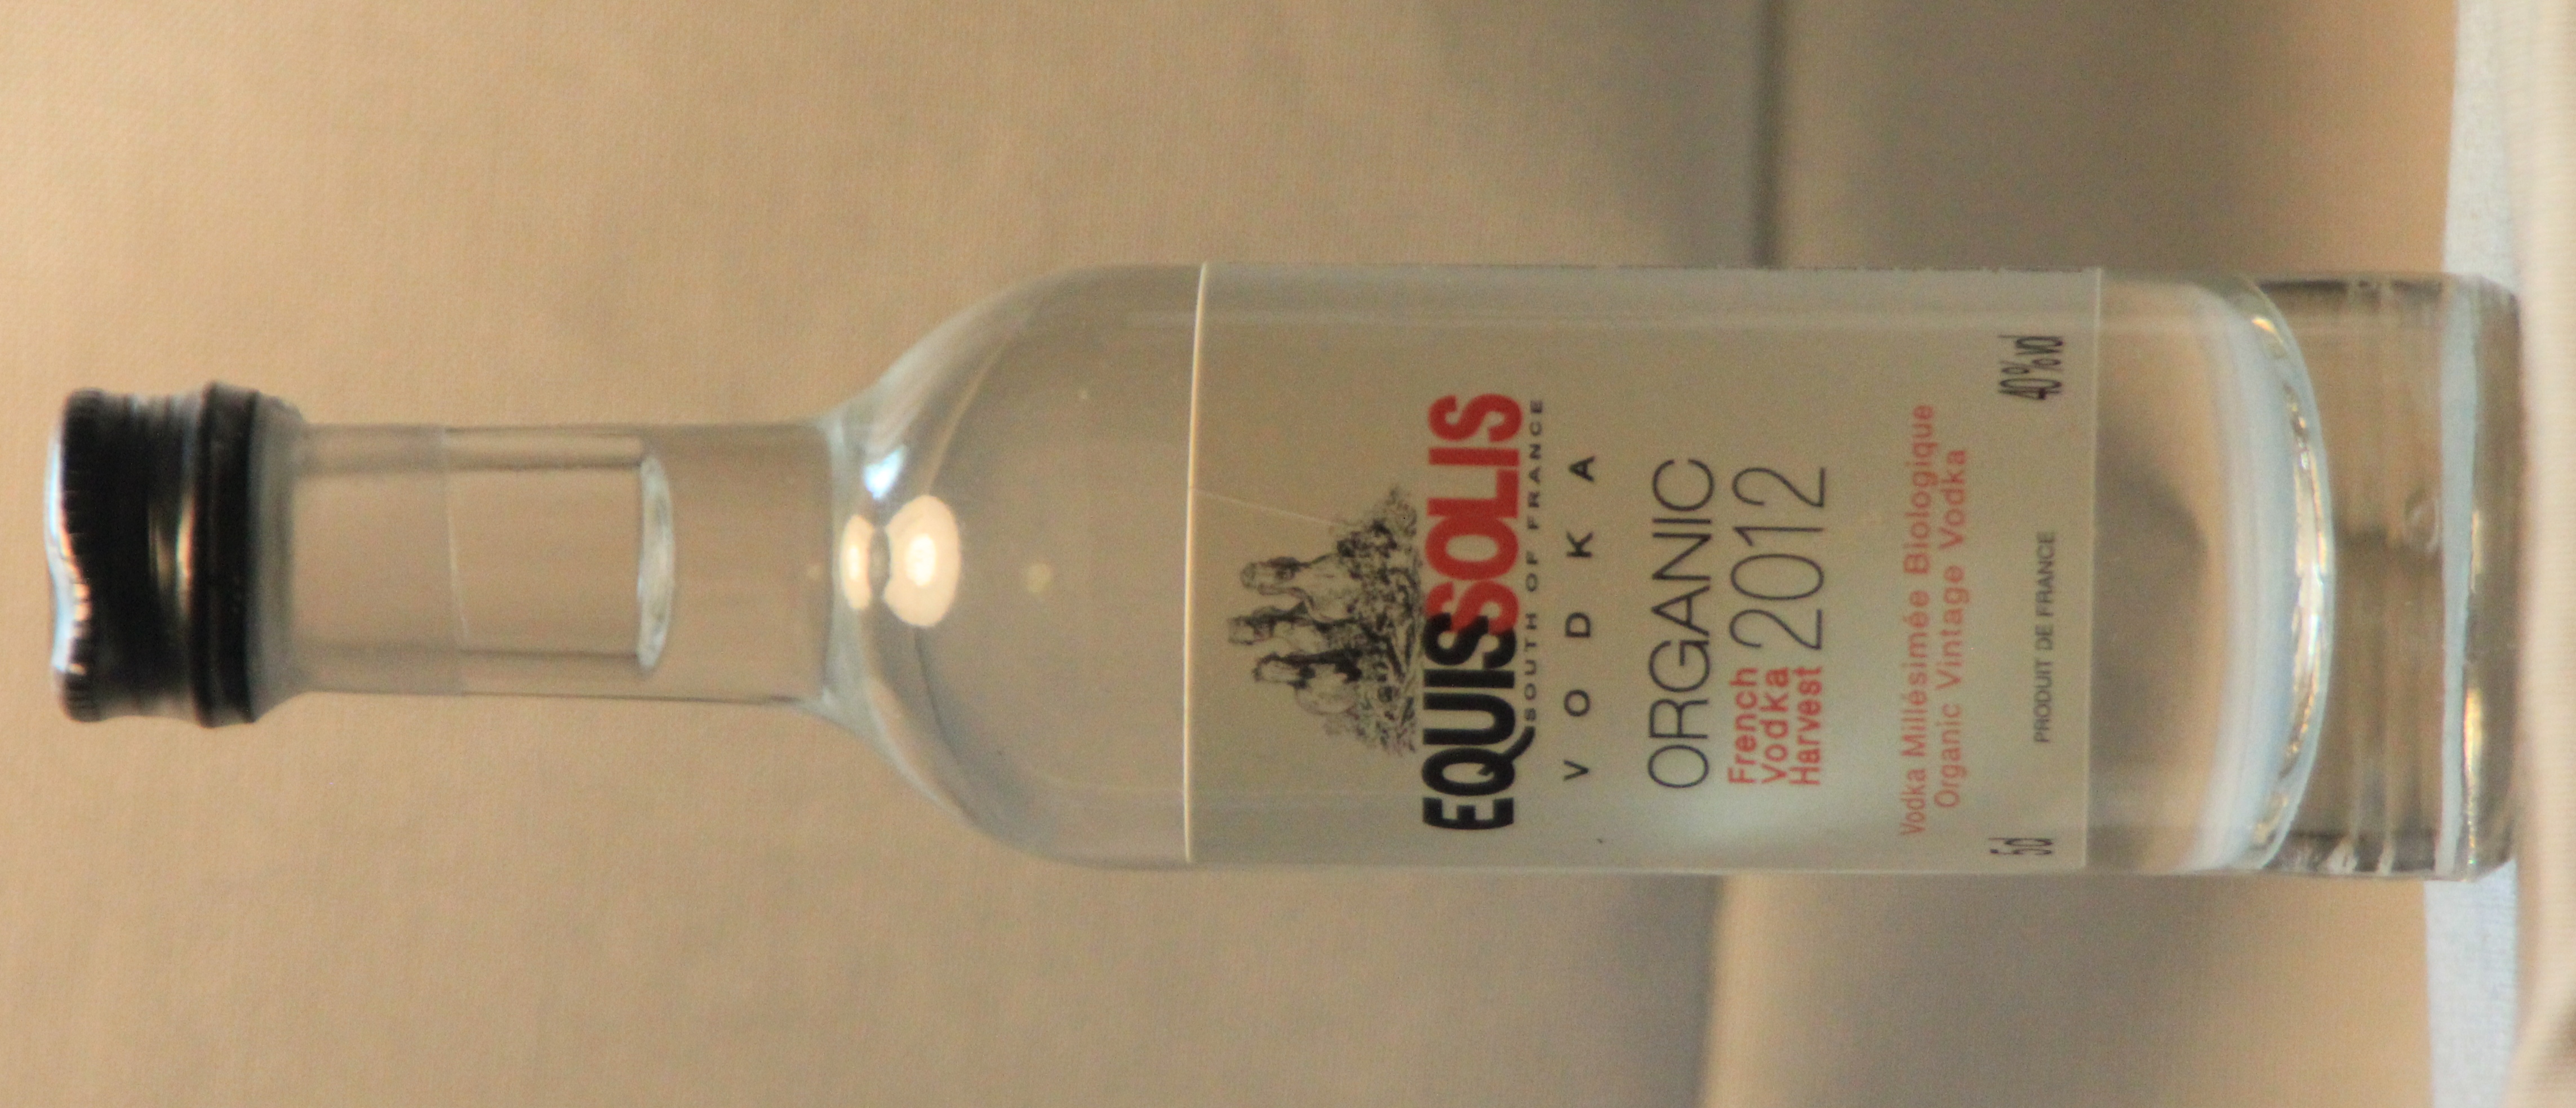 EQUISSOLIS
SOUTH OF FRANCE
VODKA
ORGANIC
French
Vodka
Harvest 2012
Vodka Millésimée Biologique
Organic Vintage Vodka
5cl PRODUIT DE FRANCE 40%vol